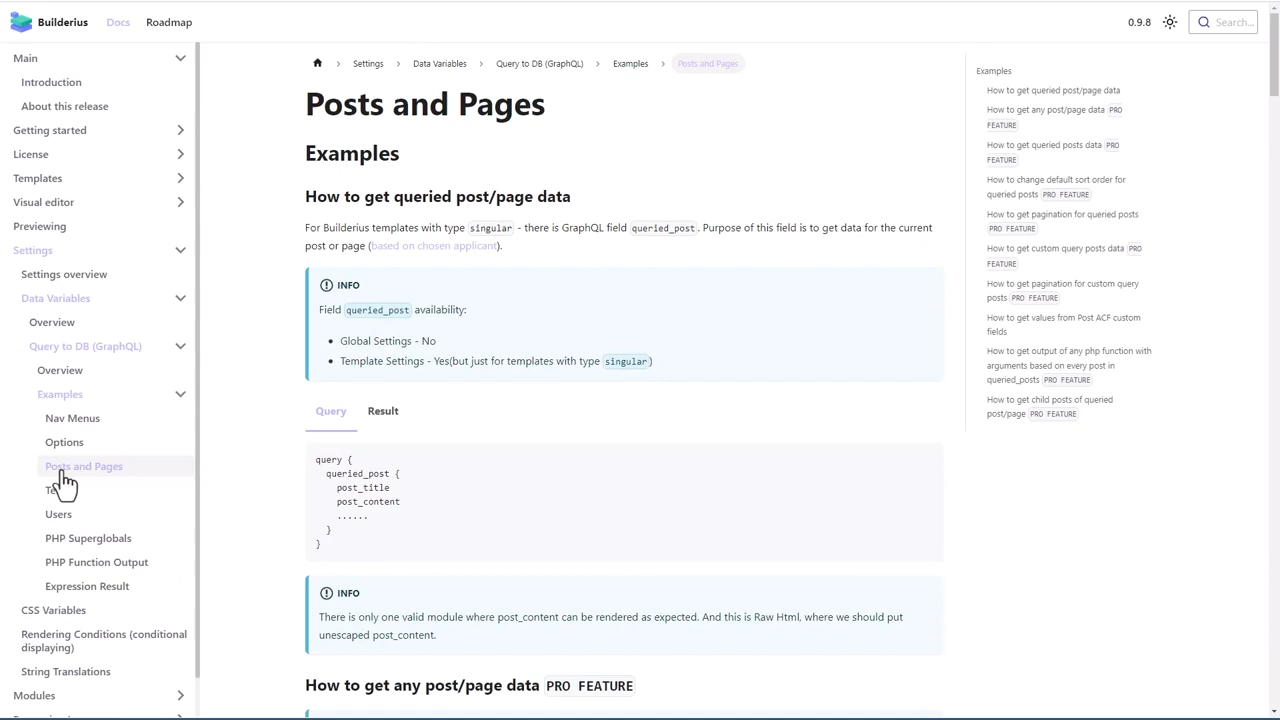 Builderius Docs Roadmap 0.9.8 Search...
Main
Introduction
About this release
Getting started
License
Templates
Visual editor
Previewing
Settings
Settings overview
Data Variables
Overview
Query to DB (GraphQL)
Overview
Examples
Nav Menus
Options
Posts and Pages
Users
PHP Superglobals
PHP Function Output
Expression Result
CSS Variables
Rendering Conditions (conditional
displaying)
String Translations
Modules
Settings Data Variables Query to DB (GraphQL) Examples Posts and Pages
Posts and Pages
Examples
How to get queried post/page data
For Builderius templates with type singular - there is GraphQL field queried_post. Purpose of this field is to get data for the current
post or page (based on chosen applicant).
INFO
Field queried_post availability:
Global Settings - No
Template Settings - Yes(but just for templates with type singular)
Query Result
query {
queried_post {
post_title
post_content
......
}
}
INFO
There is only one valid module where post_content can be rendered as expected. And this is Raw Html, where we should put
unescaped post_content.
How to get any post/page data PRO FEATURE
Examples
How to get queried post/page data
How to get any post/page data PRO
FEATURE
How to get queried posts data PRO
FEATURE
How to change default sort order for
queried posts PRO FEATURE
How to get pagination for queried posts
PRO FEATURE
How to get custom query posts data PRO
FEATURE
How to get pagination for custom query
posts PRO FEATURE
How to get values from Post ACF custom
fields
How to get output of any php function with
arguments based on every post in
queried_posts PRO FEATURE
How to get child posts of queried
post/page PRO FEATURE